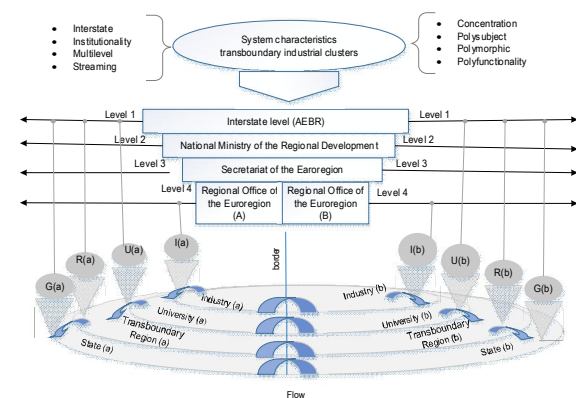 Interstate
Institutionality
Multilevel
Streaming
System characteristics
transboundary industrial clusters
Concentration
Polysubject
Polymorphic
Polyfunctionality
Level 1
Interstate level (AEBR)
Level 1
Level 2
National Ministry of the Regional Development
Level 2
Level 3
Secretariat of the Earoregion
Level 3
Level 4
Regional Office of
the Euroregion
(A)
Regional Office of
the Euroregion
(B)
Level 4
border
G(a)
R(a)
U(a)
I(a)
I(b)
U(b)
R(b)
G(b)
Industry (a)
University (a)
Transboundary
Region (a)
State (a)
Industry (b)
University (b)
Transboundary
Region (b)
State (b)
Flow